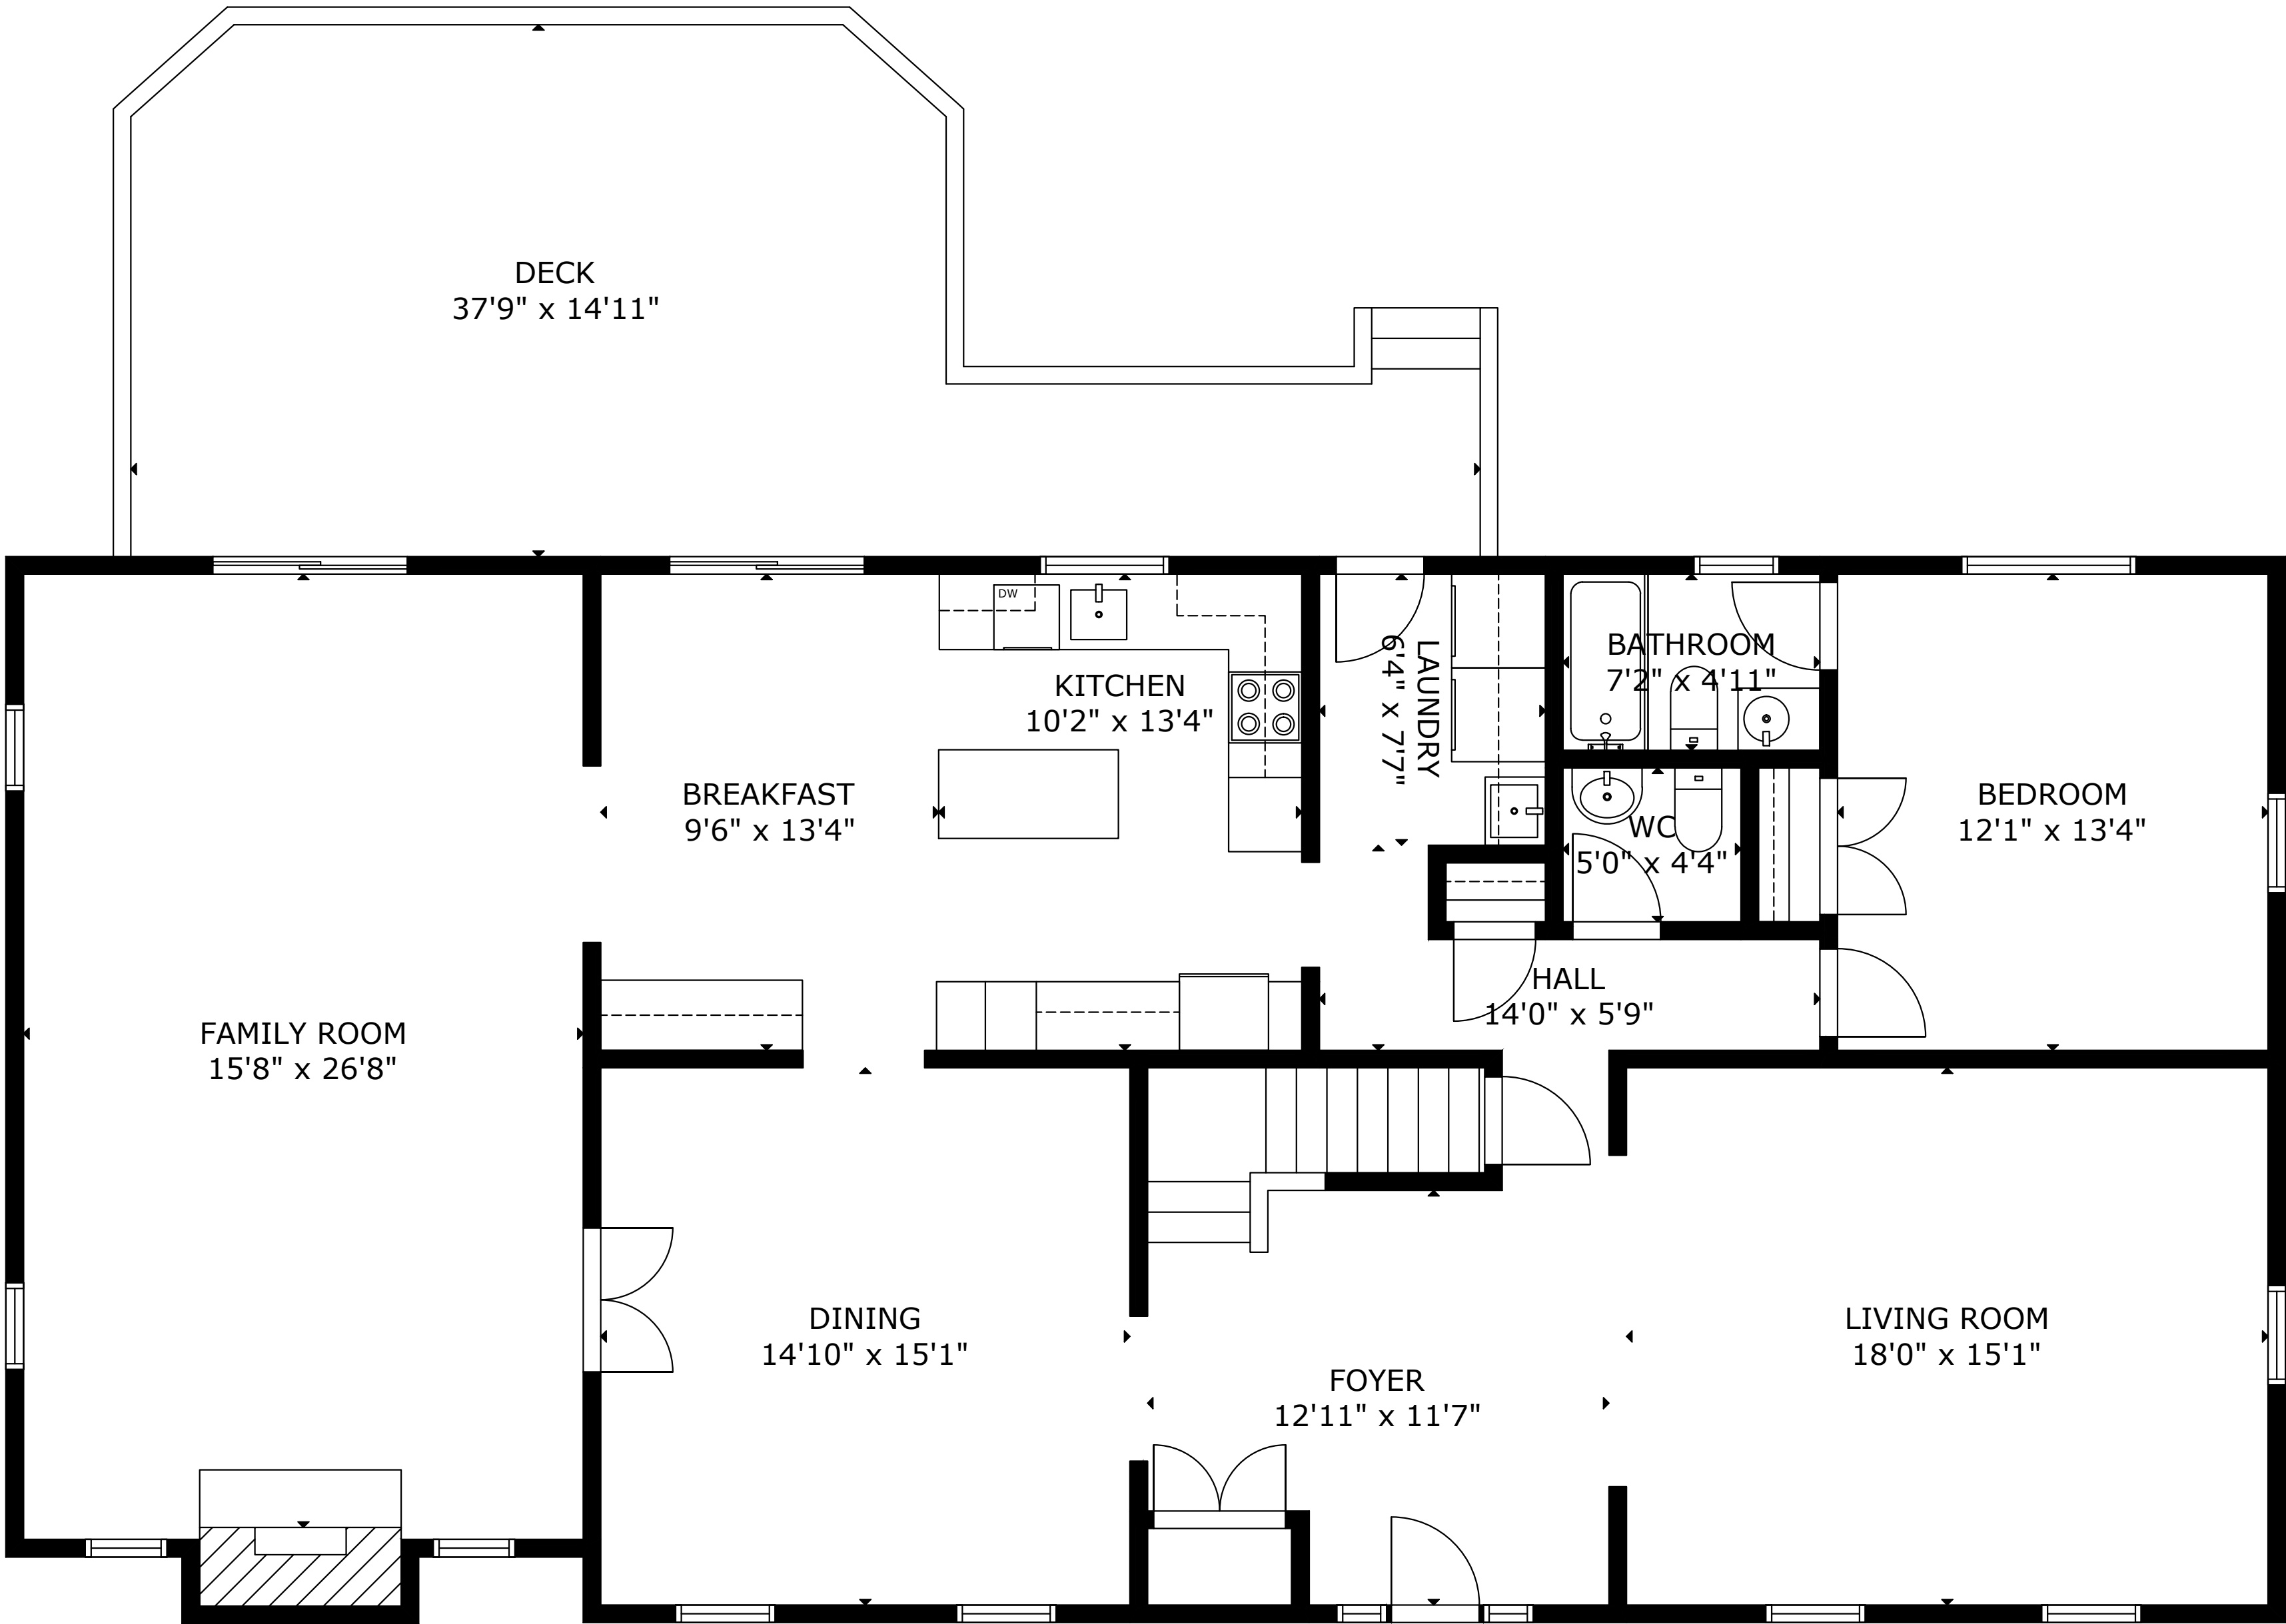 DECK
37'9" x 14'11"
DW
KITCHEN
10'2" x 13'4"
LAUNDRY
6'4" x 7'7"
BATHROOM
7'2" x 4'11"
BREAKFAST
9'6" x 13'4"
WC
5'0" x 4'4"
BEDROOM
12'1" x 13'4"
HALL
14'0" x 5'9"
FAMILY ROOM
15'8" x 26'8"
DINING
14'10" x 15'1"
FOYER
12'11" x 11'7"
LIVING ROOM
18'0" x 15'1"